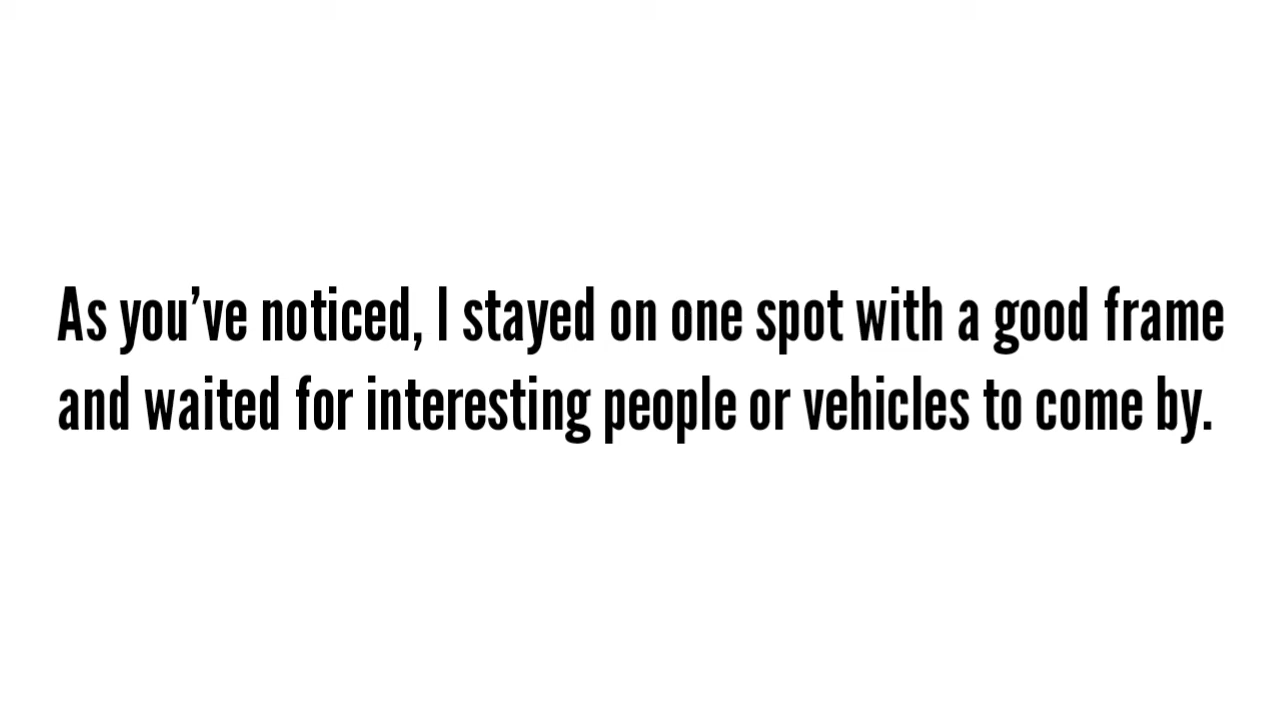 As you’ve noticed, I stayed on one spot with a good frame
and waited for interesting people or vehicles to come by.